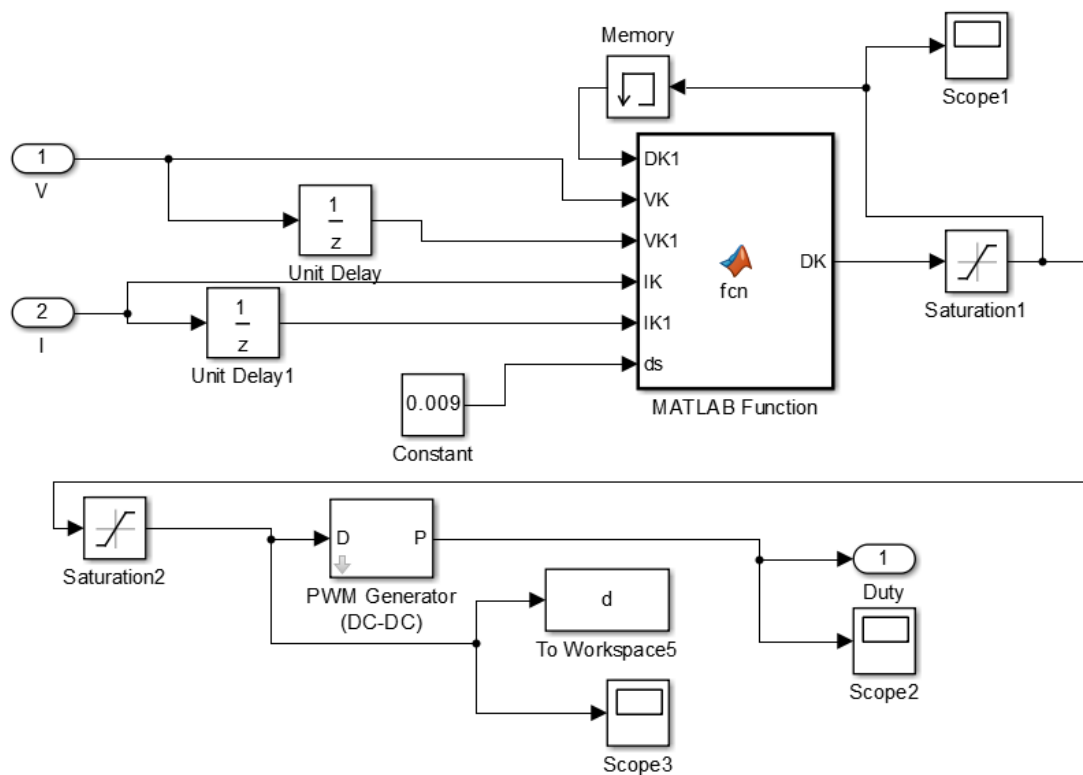 Memory
Scope1
1
V
DK1
VK
1
z
Unit Delay
VK1
fcn
DK
Saturation1
2
I
IK
1
z
Unit Delay1
IK1
ds
0.009
Constant
MATLAB Function
Saturation2
D
P
PWM Generator
(DC-DC)
1
Duty
d
To Workspace5
Scope2
Scope3